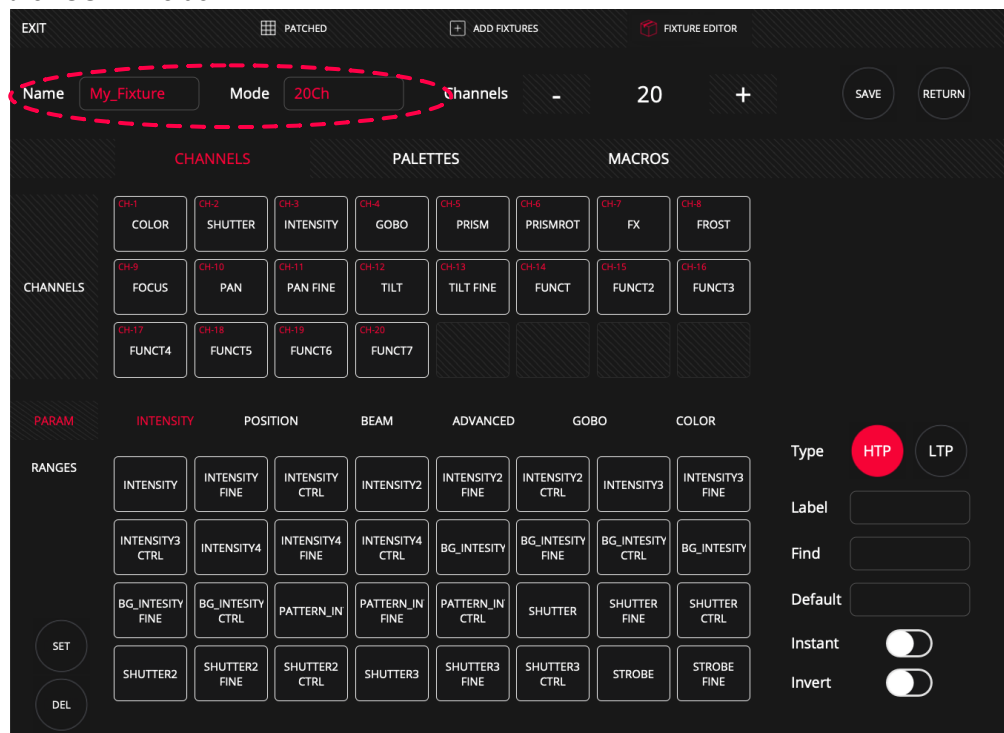 EXIT PATCHED + ADD FIXTURES FIXTURE EDITOR
Name My_Fixture Mode 20Ch Channels - 20 + SAVE RETURN
CHANNELS PALETTES MACROS
CH-1 CH-2 CH-3 CH-4 CH-5 CH-6 CH-7 CH-8
COLOR SHUTTER INTENSITY GOBO PRISM PRISMROT FX FROST
CH-9 CH-10 CH-11 CH-12 CH-13 CH-14 CH-15 CH-16
CHANNELS FOCUS PAN PAN FINE TILT TILT FINE FUNCT FUNCT2 FUNCT3
CH-17 CH-18 CH-19 CH-20
FUNCT4 FUNCT5 FUNCT6 FUNCT7
PARAM INTENSITY POSITION BEAM ADVANCED GOBO COLOR
RANGES
INTENSITY INTENSITY FINE INTENSITY CTRL INTENSITY2 INTENSITY2 FINE INTENSITY2 CTRL INTENSITY3 INTENSITY3 FINE
INTENSITY3 CTRL INTENSITY4 INTENSITY4 FINE INTENSITY4 CTRL BG_INTESITY BG_INTESITY FINE BG_INTESITY CTRL BG_INTESITY
BG_INTESITY FINE BG_INTESITY CTRL PATTERN_IN PATTERN_IN FINE PATTERN_IN CTRL SHUTTER SHUTTER FINE SHUTTER CTRL
SHUTTER2 SHUTTER2 FINE SHUTTER2 CTRL SHUTTER3 SHUTTER3 FINE SHUTTER3 CTRL STROBE STROBE FINE
SET
DEL
Type HTP LTP
Label
Find
Default
Instant
Invert